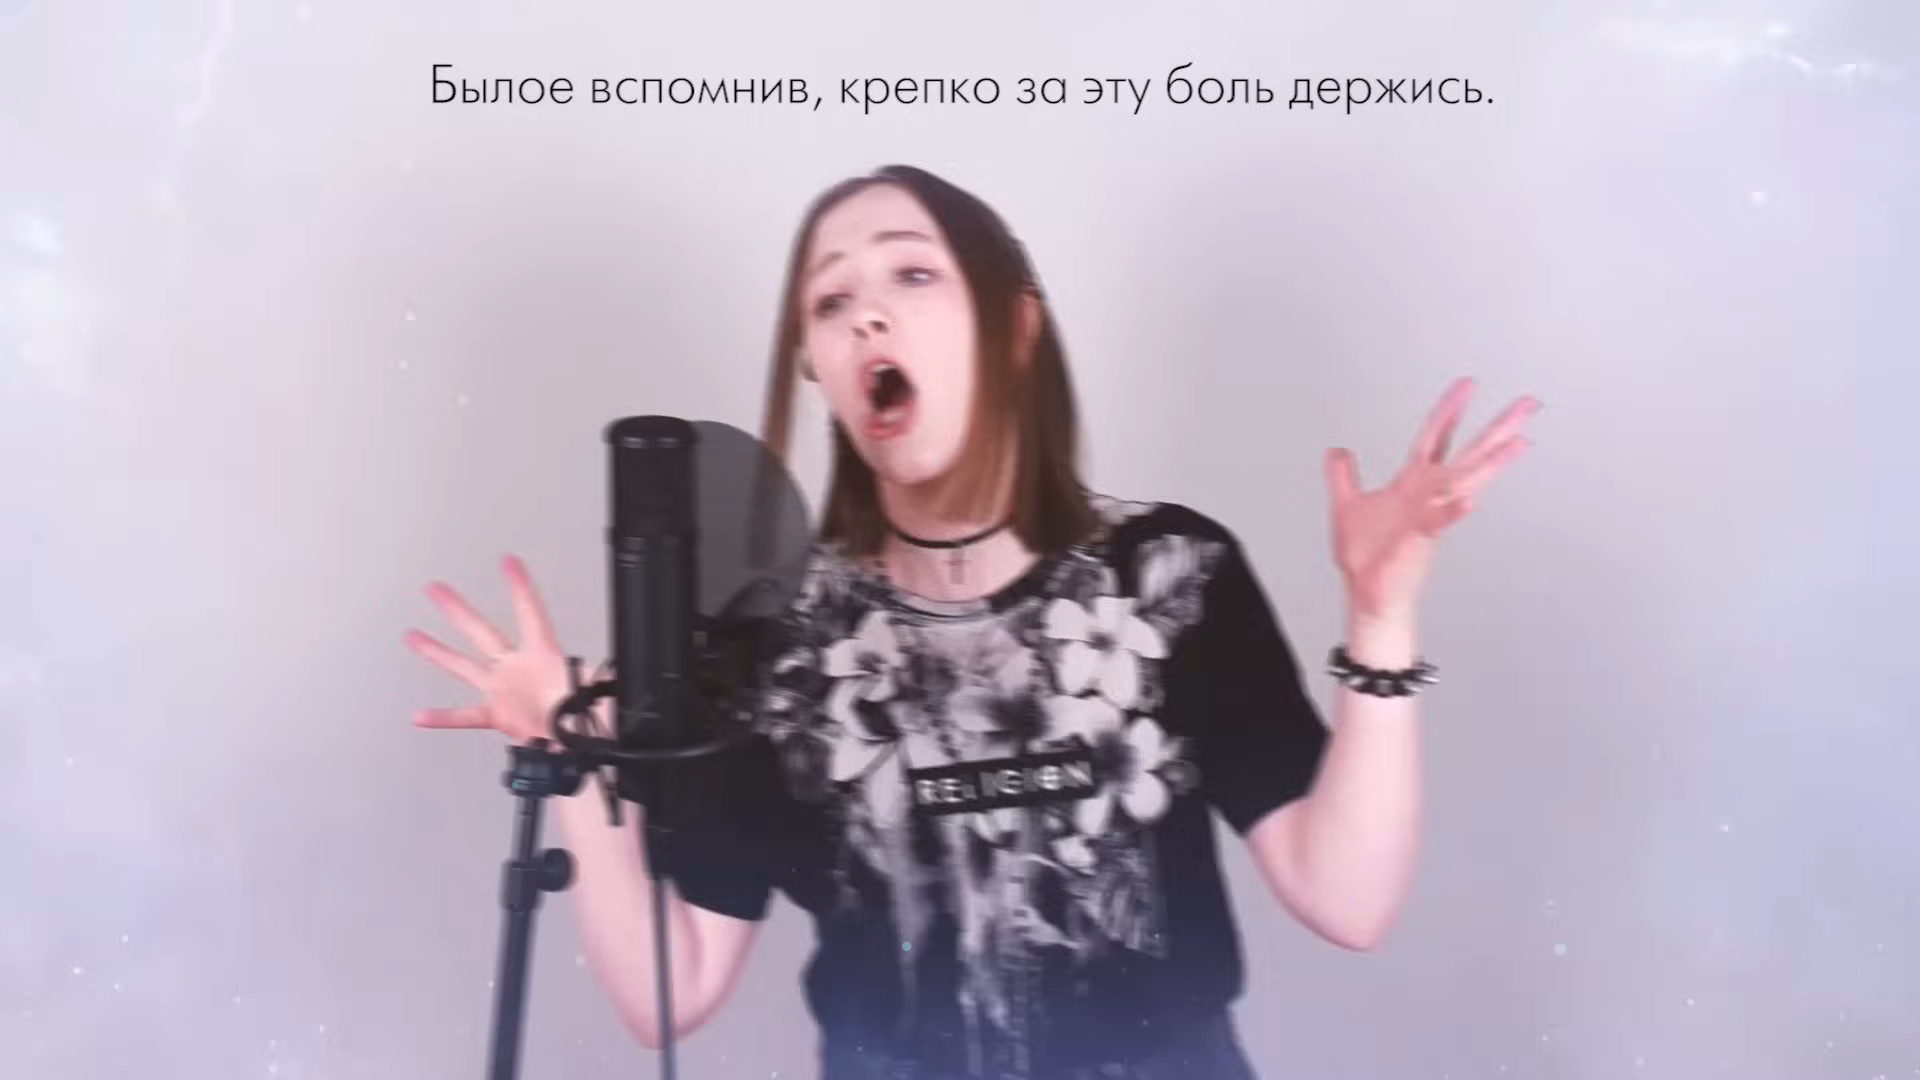 Былое вспомнив, крепко за эту боль держись.
RELIGION